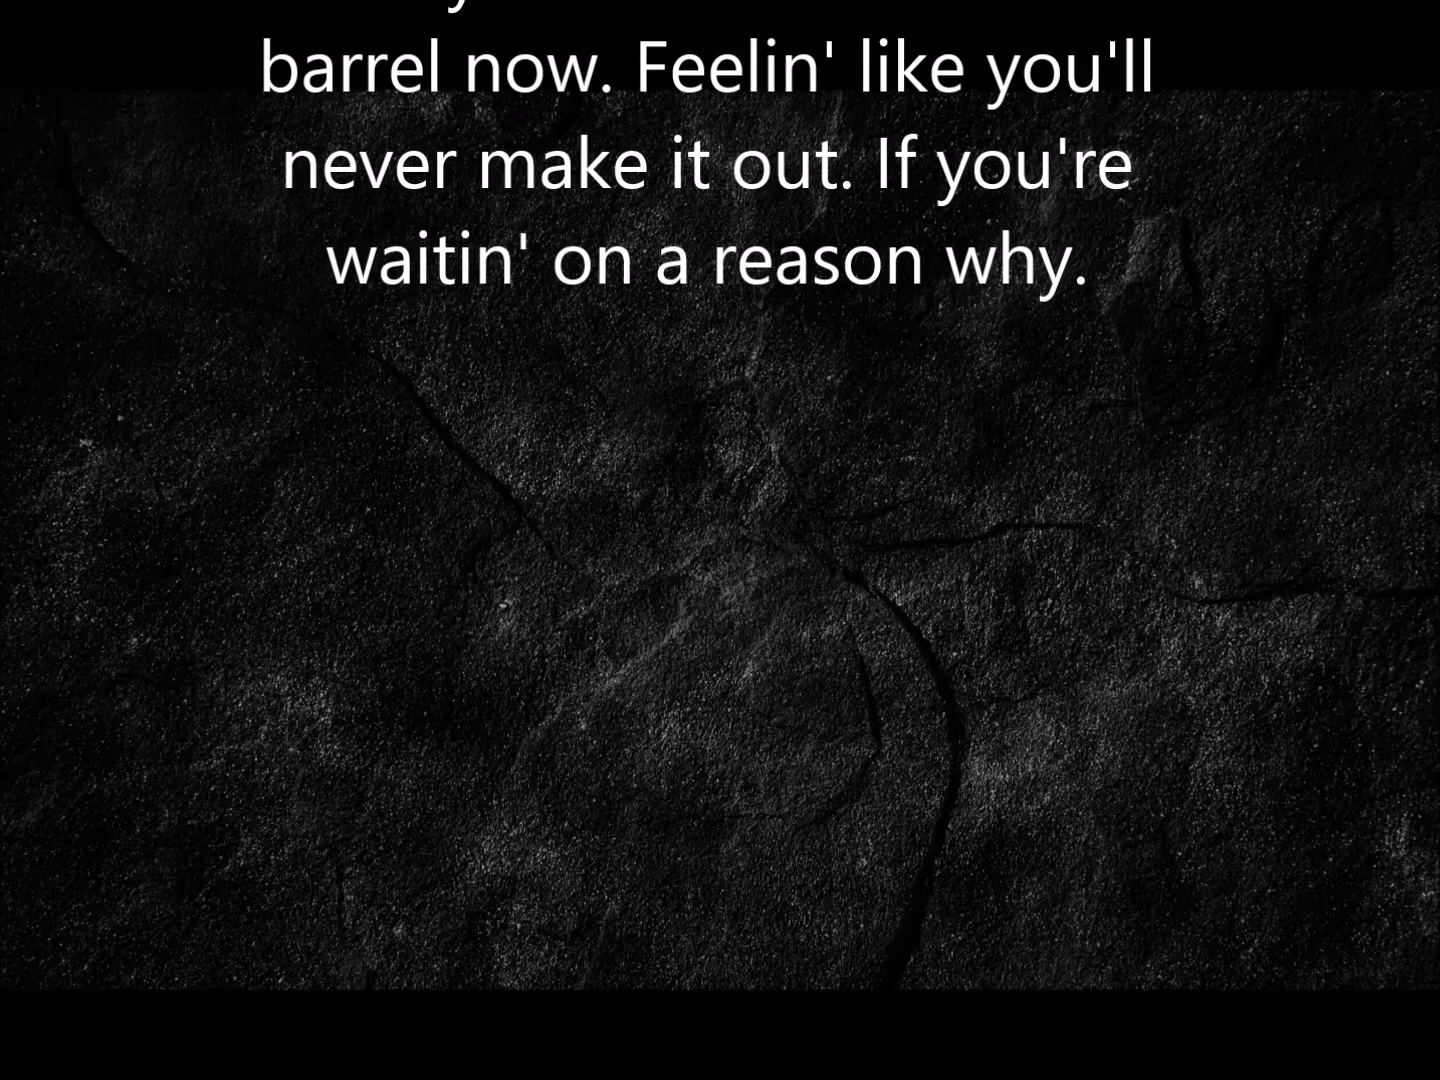 barrel now. Feelin' like you'll
never make it out. If you're
waitin' on a reason why.